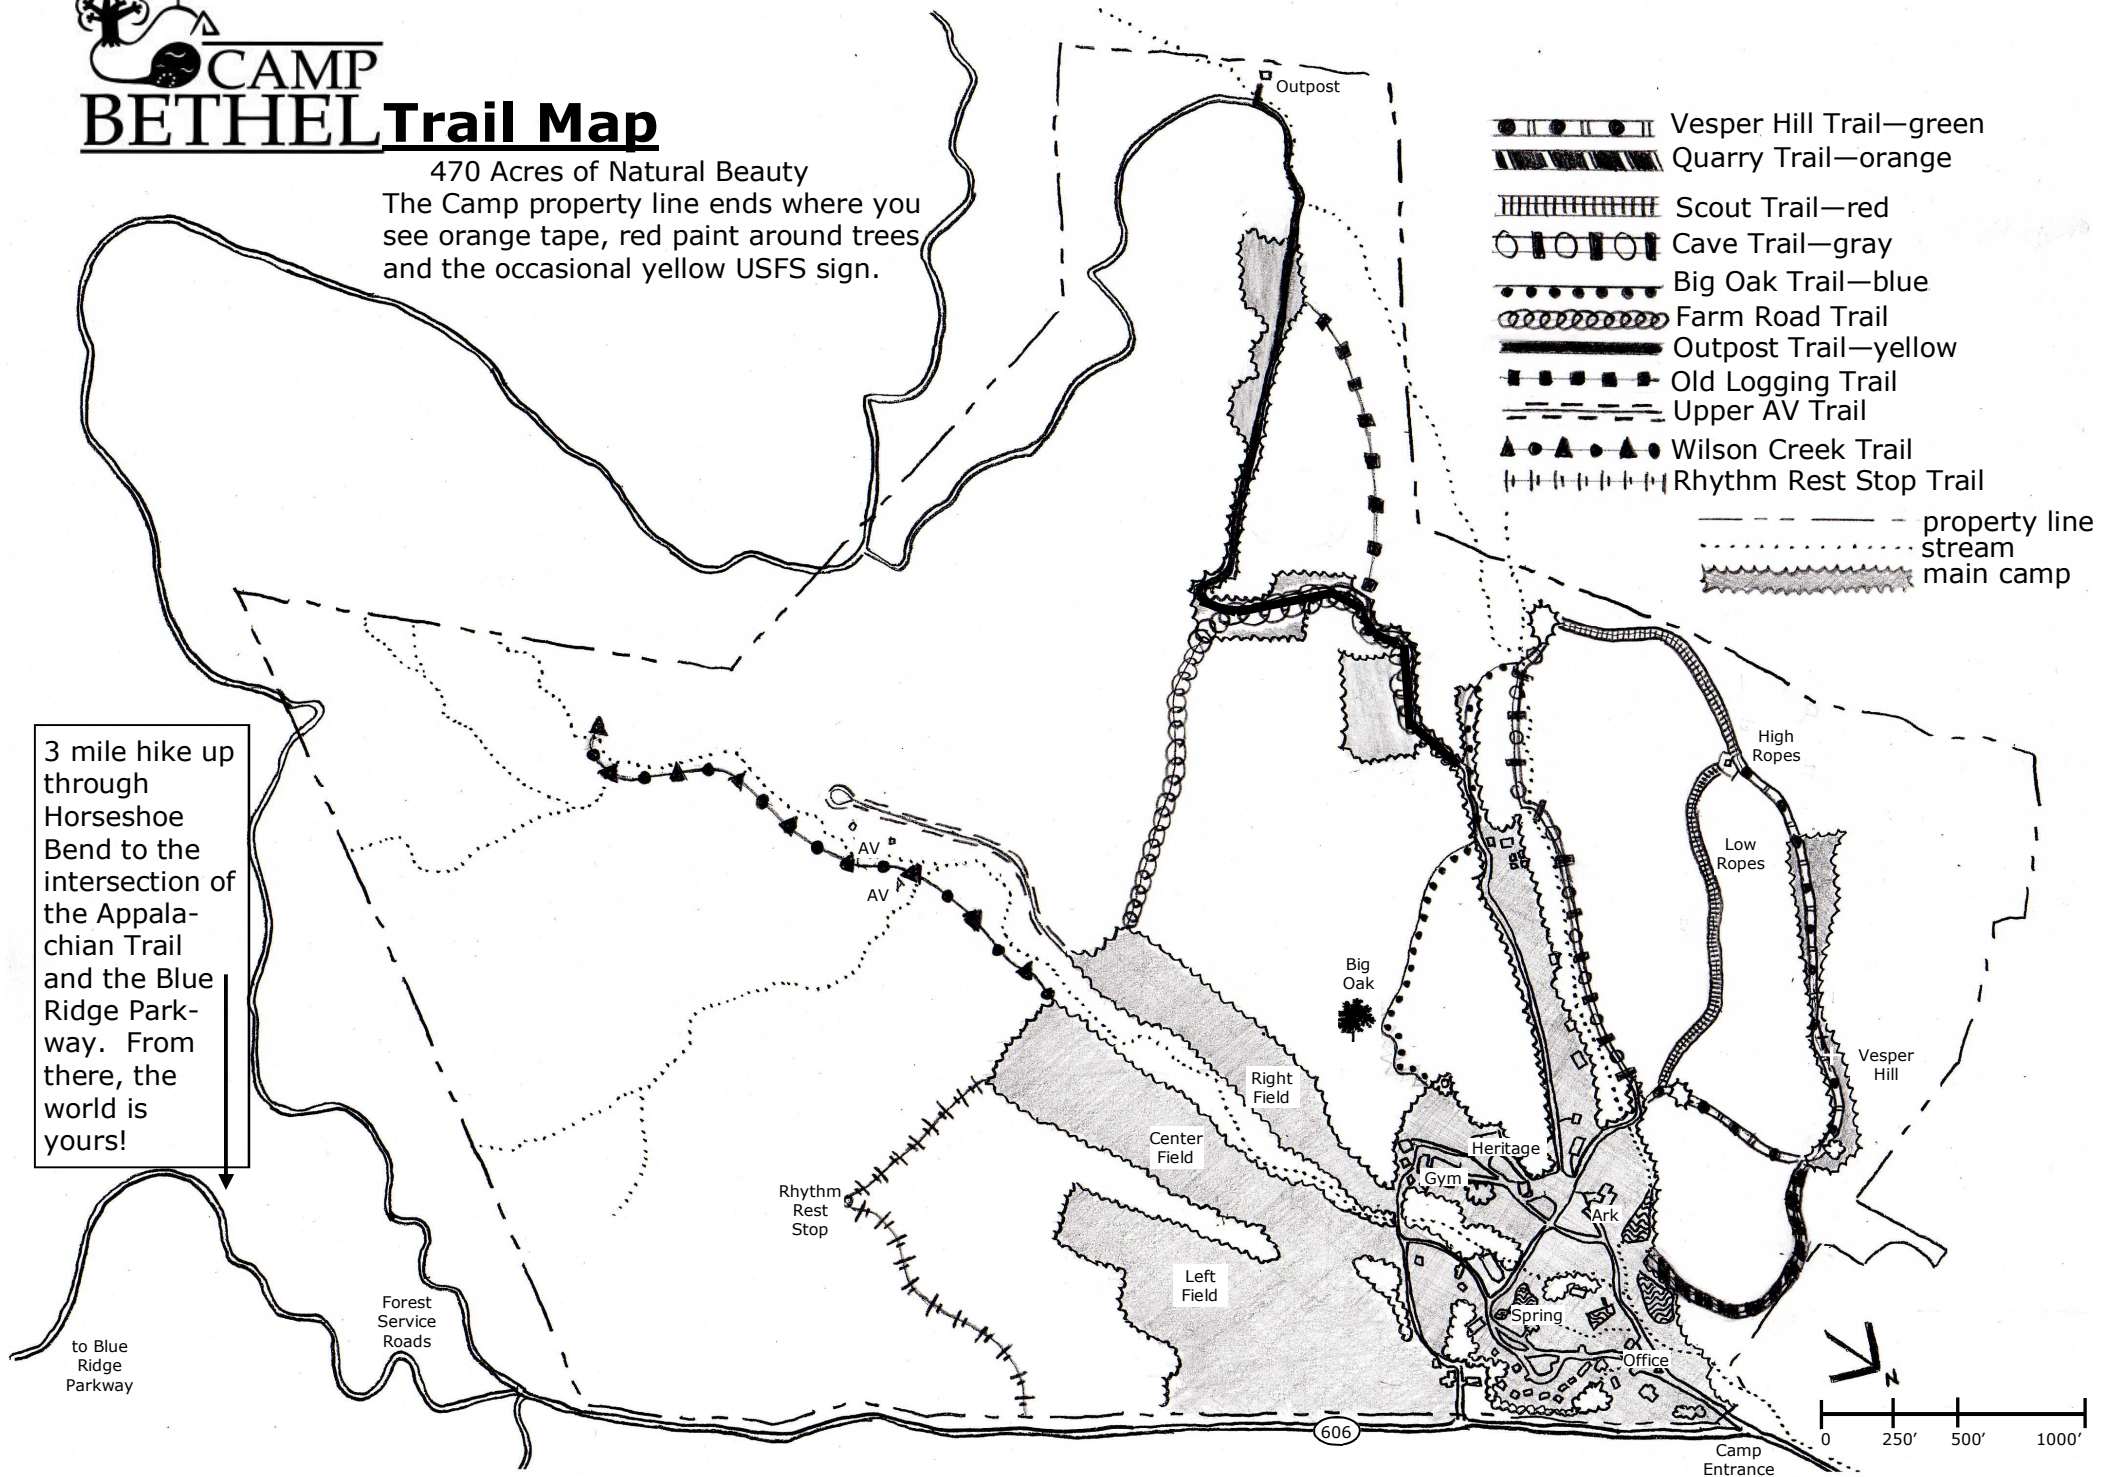 CAMP
BETHEL
Trail Map
470 Acres of Natural Beauty
The Camp property line ends where you
see orange tape, red paint around trees
and the occasional yellow USFS sign.
Outpost
Vesper Hill Trail—green
Quarry Trail—orange
Scout Trail—red
Cave Trail—gray
Big Oak Trail—blue
Farm Road Trail
Outpost Trail—yellow
Old Logging Trail
Upper AV Trail
Wilson Creek Trail
Rhythm Rest Stop Trail
property line
stream
main camp
3 mile hike up
through
Horseshoe
Bend to the
intersection of
the Appala-
chian Trail
and the Blue
Ridge Park-
way. From
there, the
world is
yours!
High
Ropes
Low
Ropes
AV
AV
Big
Oak
Vesper
Hill
Right
Field
Center
Field
Heritage
Gym
Rhythm
Rest
Stop
Ark
Left
Field
Spring
Forest
Service
Roads
to Blue
Ridge
Parkway
Office
N
606
0 250’ 500’ 1000’
Camp
Entrance